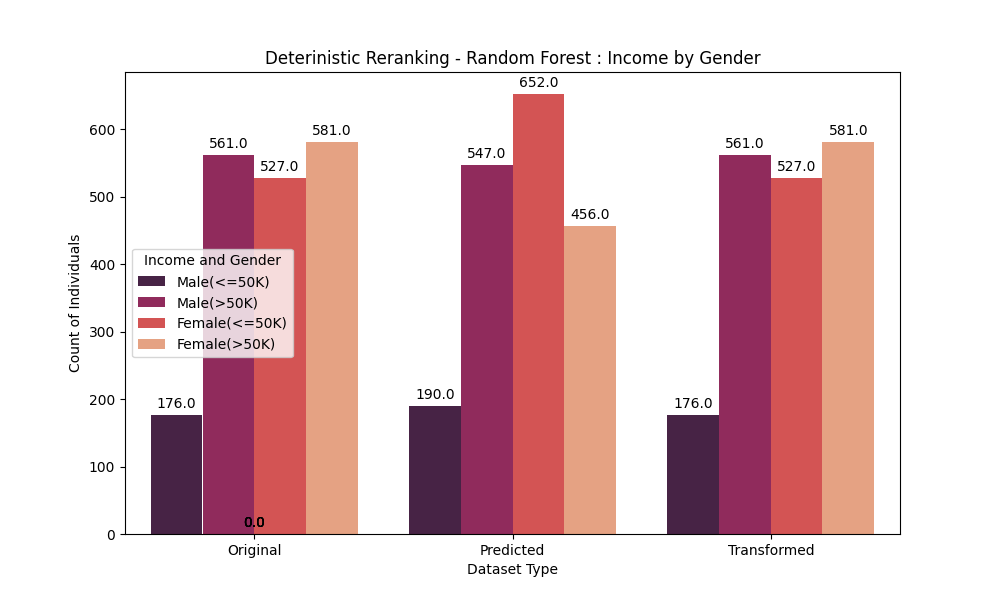 Deterinistic Reranking - Random Forest : Income by Gender
Count of Individuals
600
500
400
300
200
100
0
176.0
561.0
527.0
581.0
0.0
190.0
547.0
652.0
456.0
176.0
561.0
527.0
581.0
Income and Gender
Male(<=50K)
Male(>50K)
Female(<=50K)
Female(>50K)
Original
Predicted
Transformed
Dataset Type